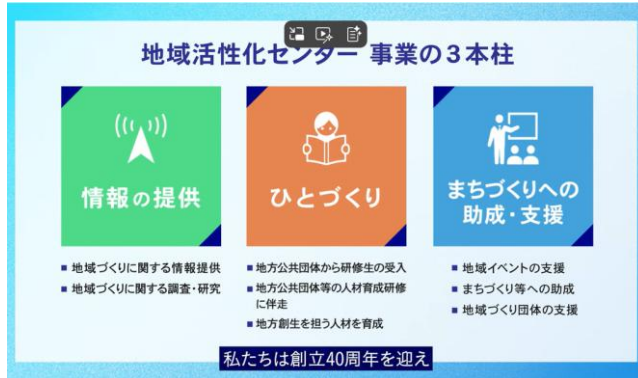 地域活性化センター 事業の3本柱
情報の提供
ひとづくり
まちづくりへの
助成・支援
■ 地域づくりに関する情報提供
■ 地域づくりに関する調査・研究
■ 地方公共団体から研修生の受入
■ 地方公共団体等の人材育成研修
に伴走
■ 地方創生を担う人材を育成
■ 地域イベントの支援
■ まちづくり等への助成
■ 地域づくり団体の支援
私たちは創立40周年を迎え